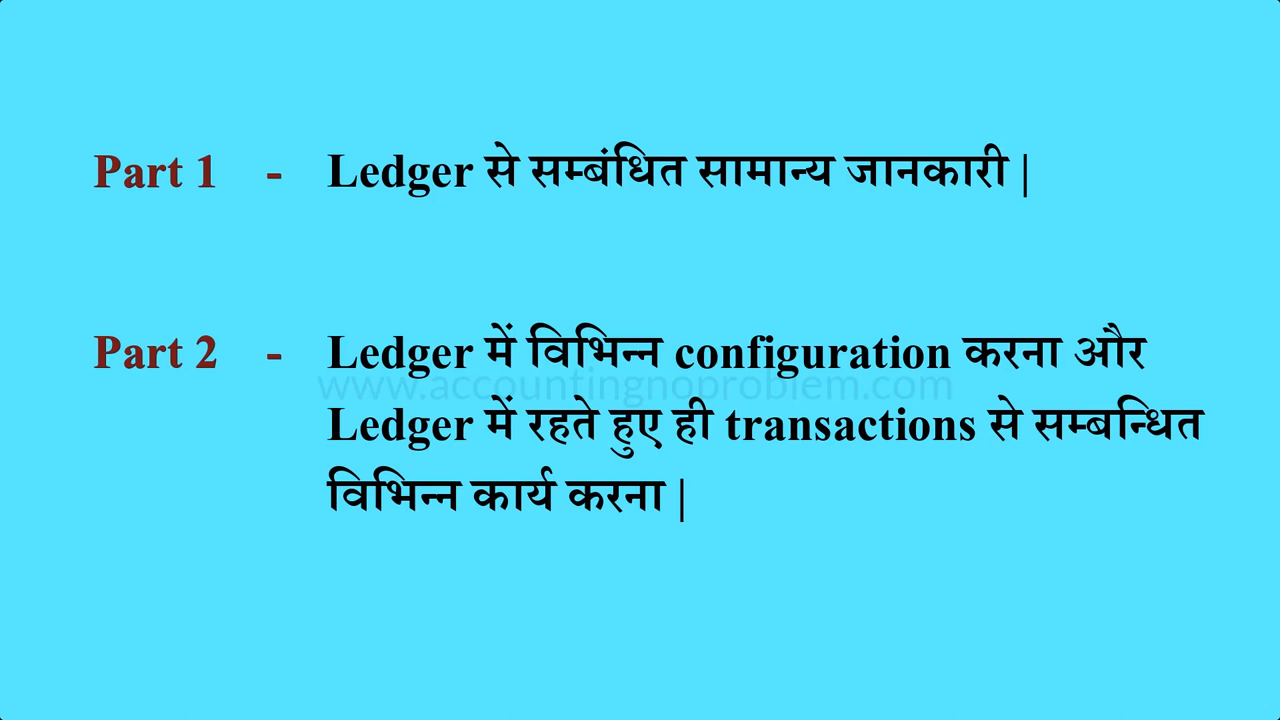 Part 1 - Ledger से सम्बंधित सामान्य जानकारी |
Part 2 - Ledger में विभिन्न configuration करना और
www.accountingnoproblem.com
Ledger में रहते हुए ही transactions से सम्बन्धित
विभिन्न कार्य करना |